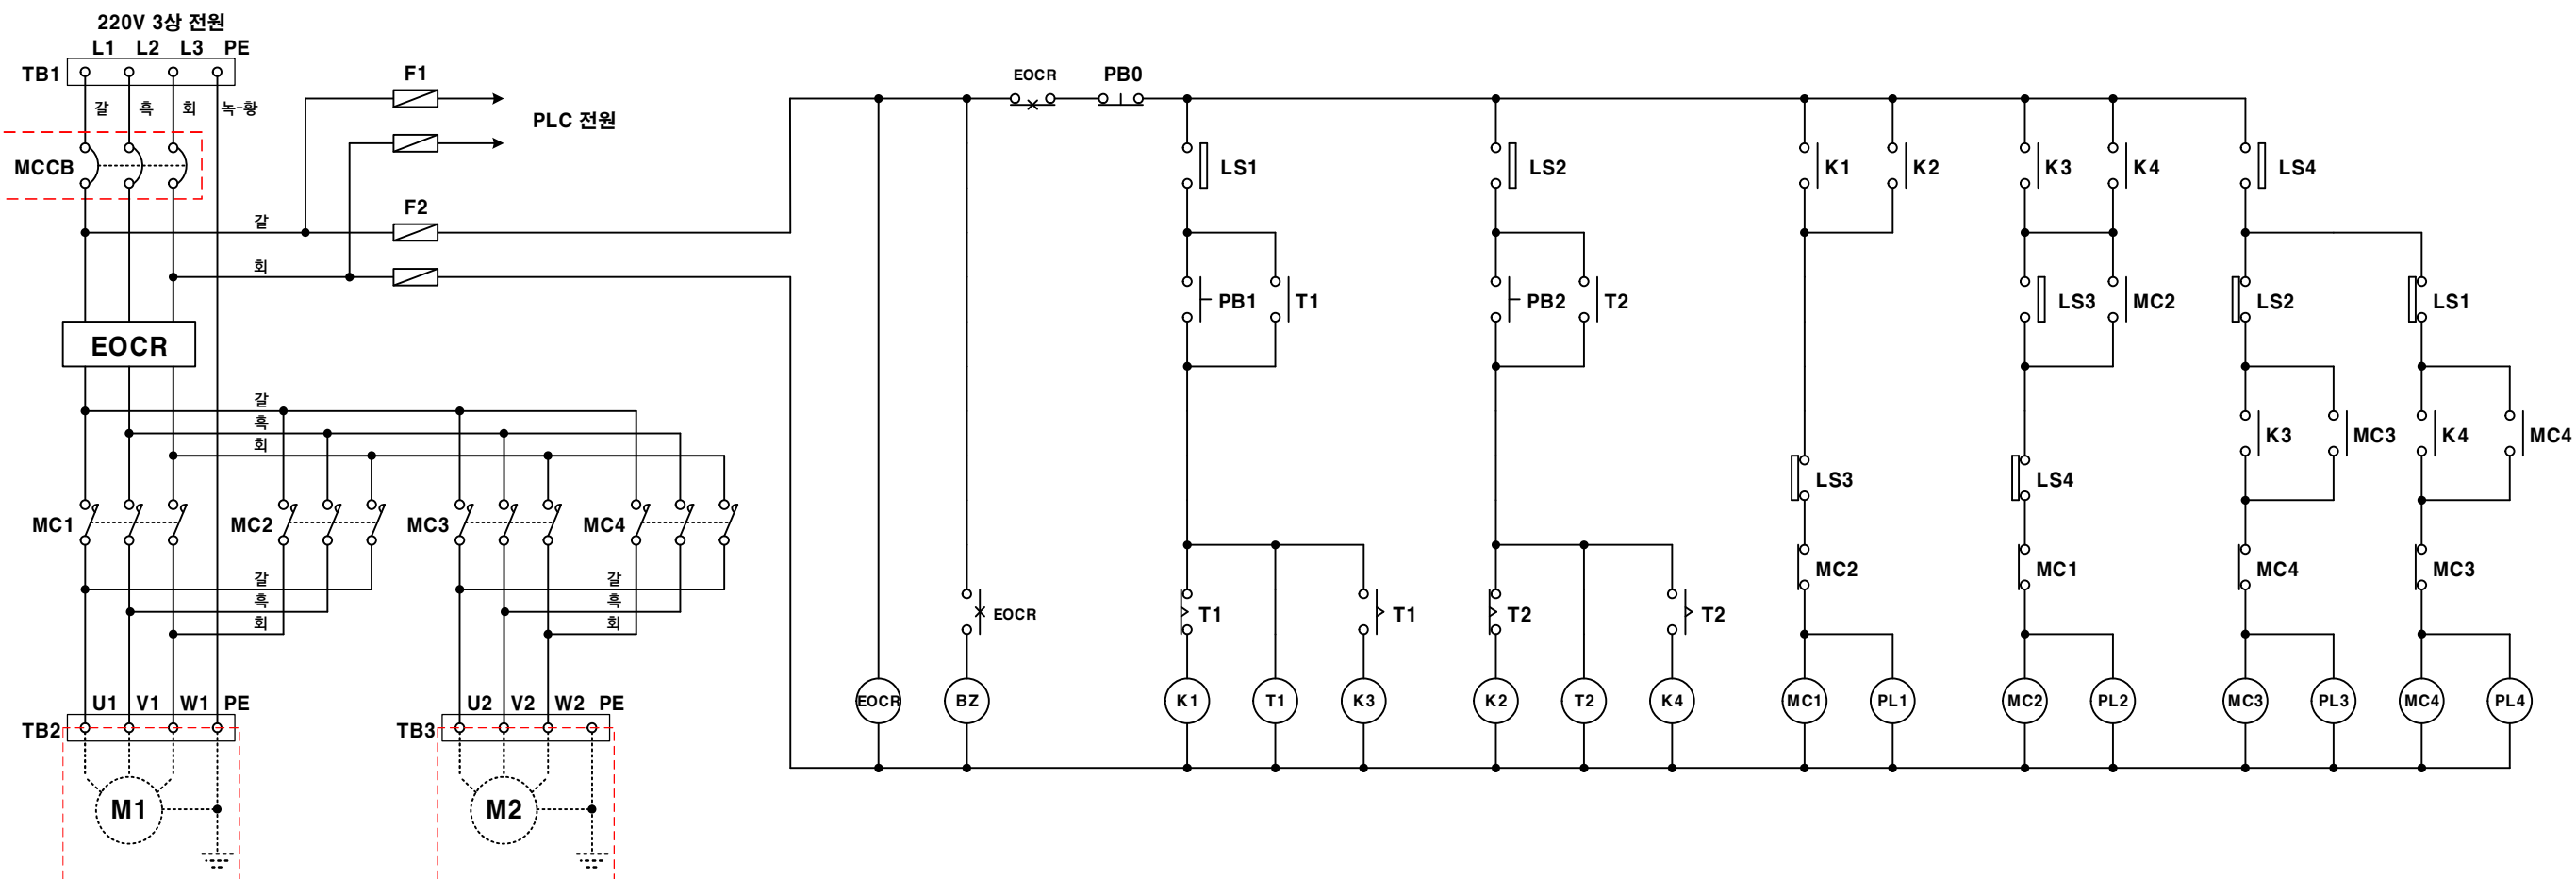 220V 3상 전원
L1 L2 L3 PE
TB1
갈 흑 회 녹-황
MCCB
F1
PLC 전원
F2
갈
회
EOCR
갈
흑
회
MC1 MC2 MC3 MC4
갈
흑
회
갈
흑
회
U1 V1 W1 PE
TB2
M1
U2 V2 W2 PE
TB3
M2
EOCR PB0
LS1 LS2 K1 K2 K3 K4 LS4
PB1 T1 PB2 T2 LS3 MC2 LS2 LS1
K3 MC3 K4 MC4
LS3 LS4
MC2 MC1 MC4 MC3
EOCR T1 T1 T2 T2
EOCR BZ K1 T1 K3 K2 T2 K4 MC1 PL1 MC2 PL2 MC3 PL3 MC4 PL4